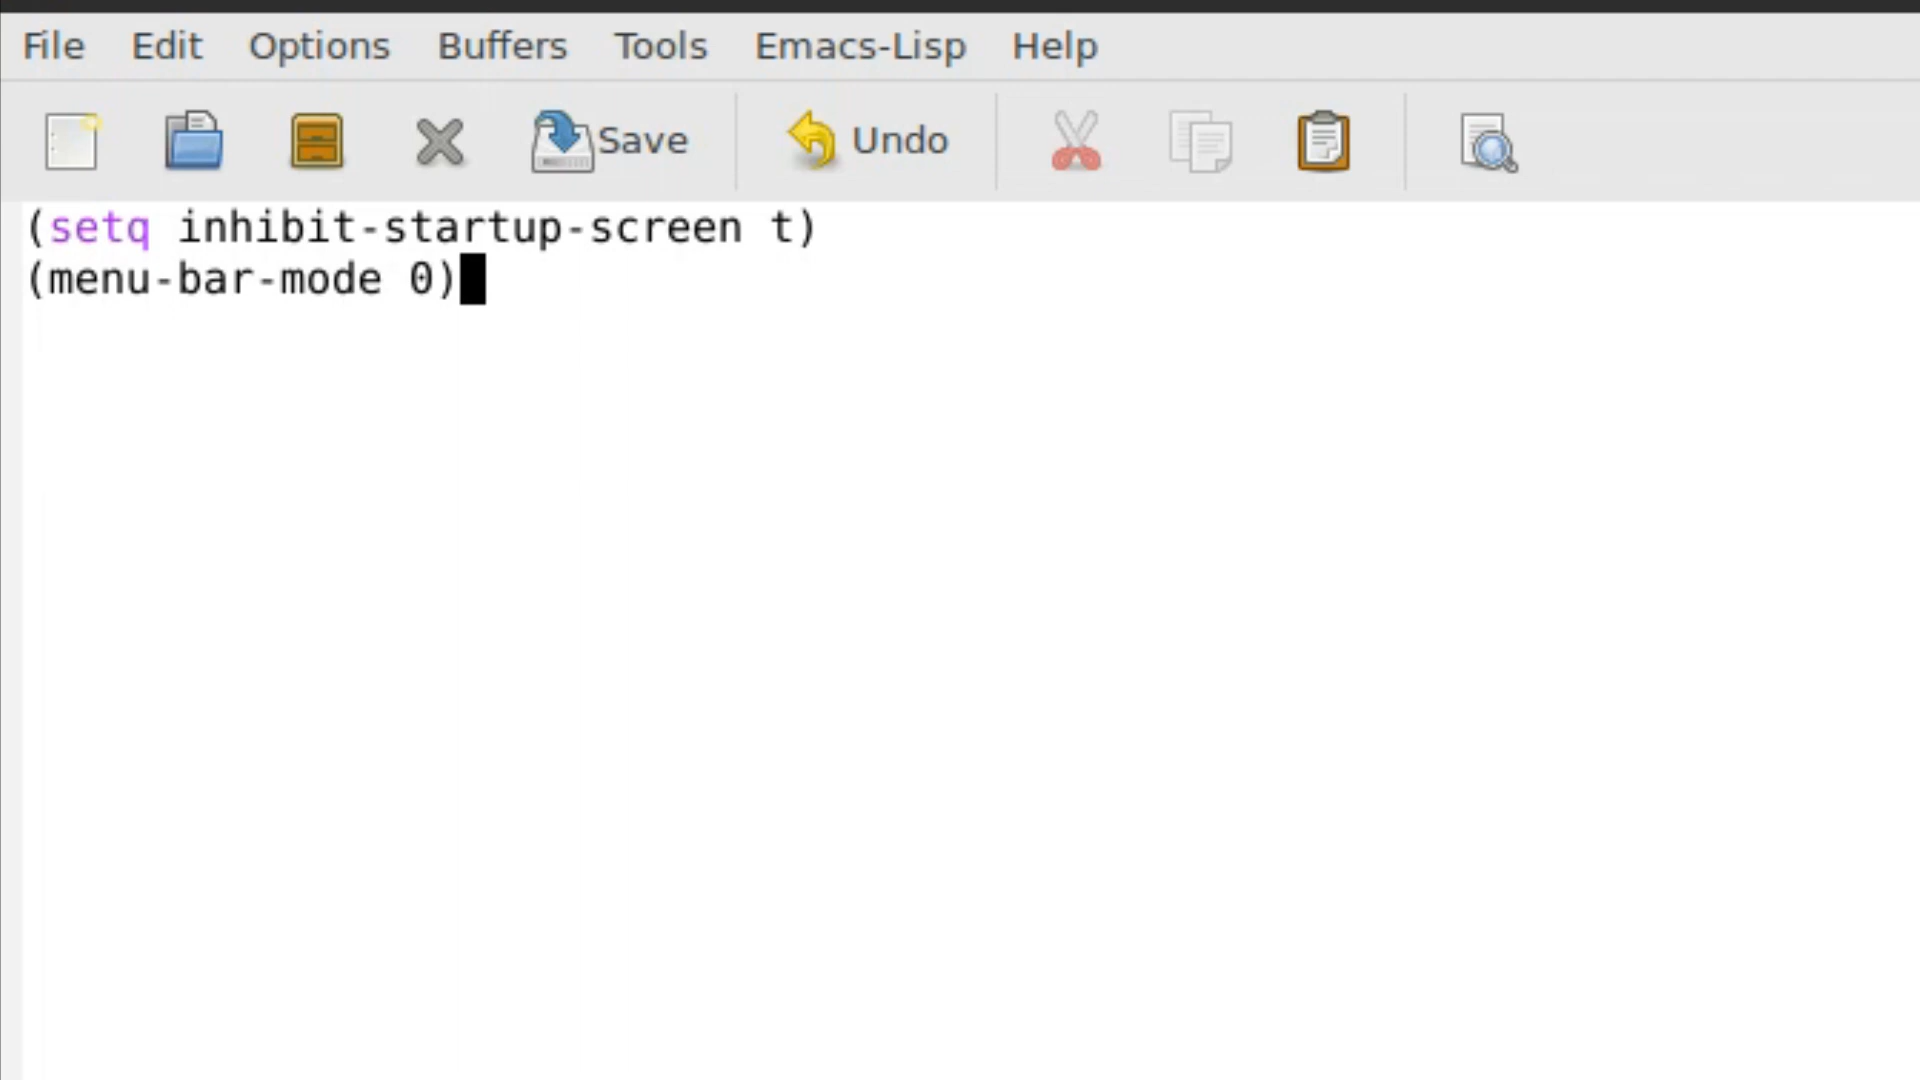 File Edit Options Buffers Tools Emacs-Lisp Help
Save Undo
(setq inhibit-startup-screen t)
(menu-bar-mode 0)